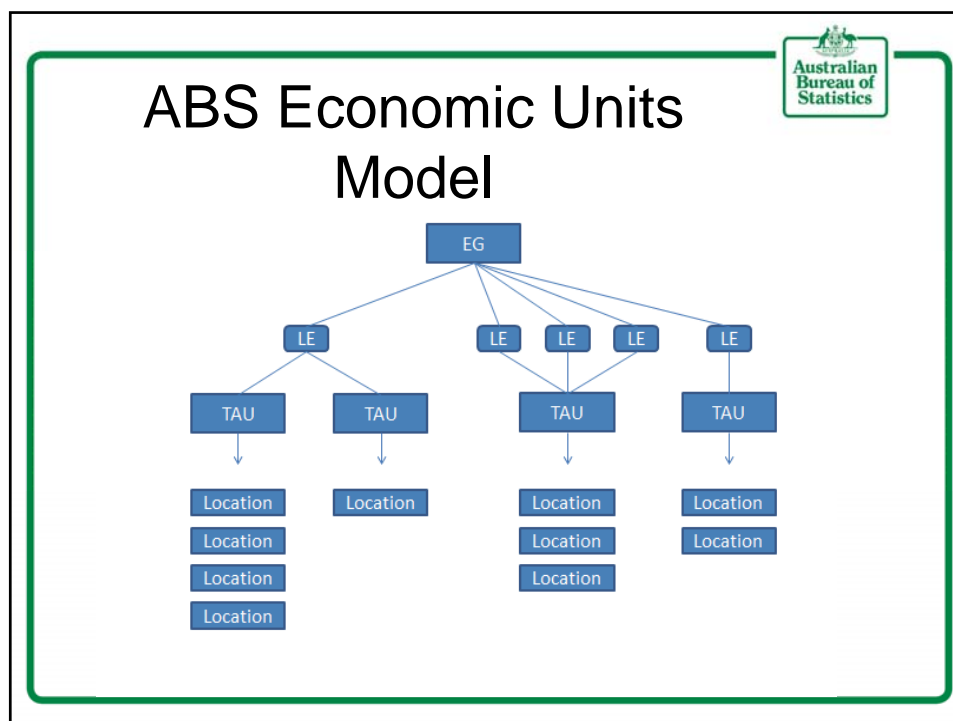 Australian
Bureau of
Statistics
ABS Economic Units
Model
EG
LE LE LE LE LE
TAU TAU TAU TAU
Location Location Location Location
Location Location Location
Location Location
Location